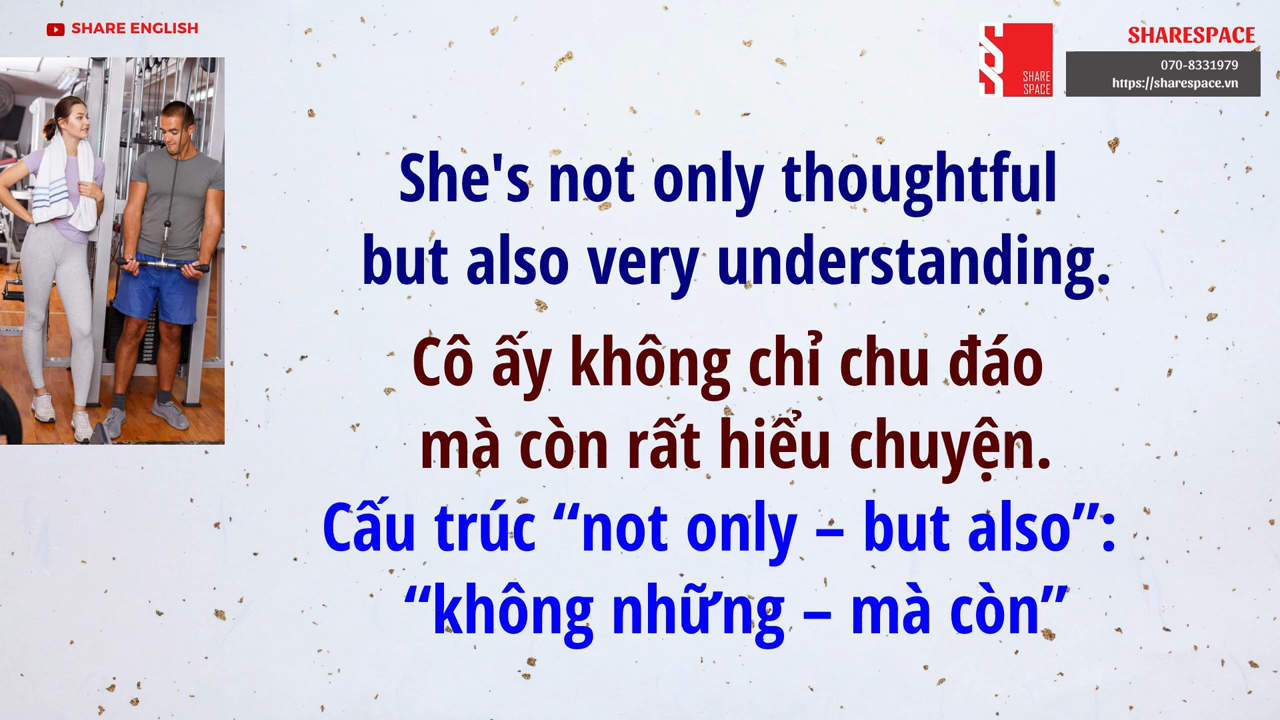 SHARE ENGLISH
SHARESPACE
SHARE
SPACE
070-8331979
https://sharespace.vn
She's not only thoughtful
but also very understanding.
Cô ấy không chỉ chu đáo
mà còn rất hiểu chuyện.
Cấu trúc “not only – but also”:
“không những – mà còn”